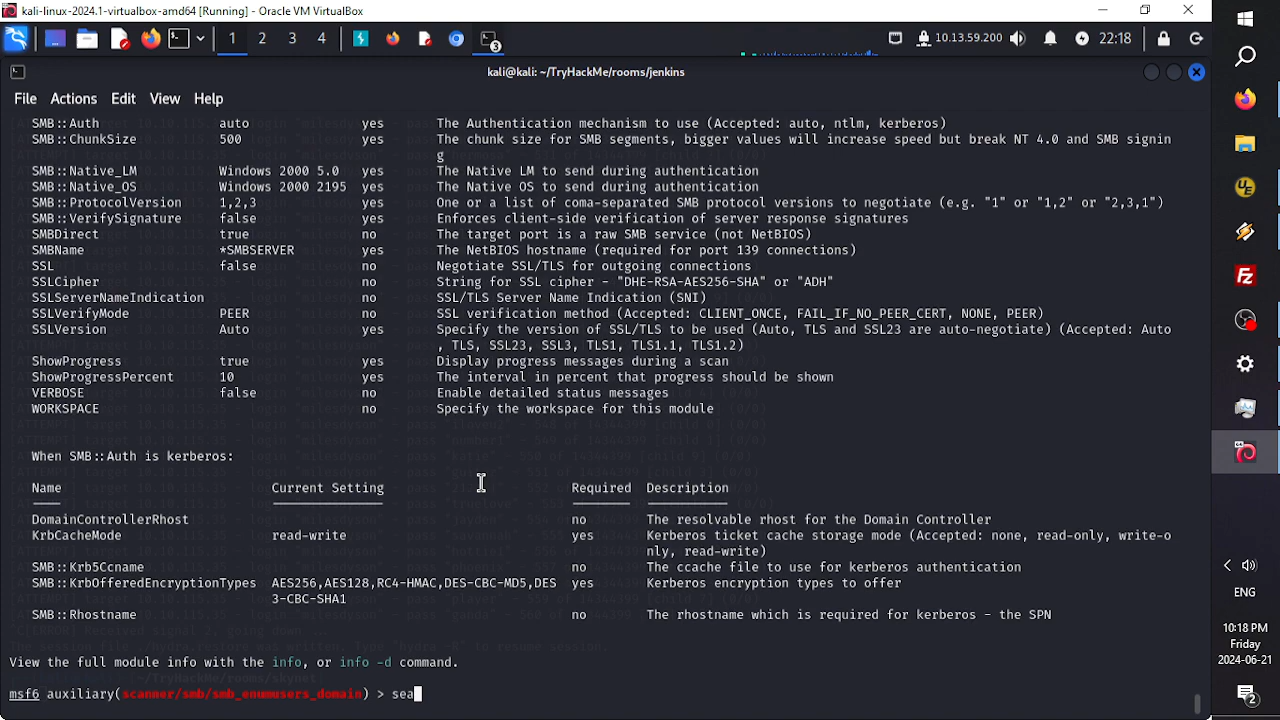 kali-linux-2024.1-virtualbox-amd64 [Running] - Oracle VM VirtualBox
1 2 3 4 3 10.13.59.200 22:18
kali@kali: ~/TryHackMe/rooms/jenkins
File Actions Edit View Help
SMB::Auth auto yes The Authentication mechanism to use (Accepted: auto, ntlm, kerberos)
SMB::ChunkSize 500 yes The chunk size for SMB segments, bigger values will increase speed but break NT 4.0 and SMB signin
g
SMB::Native_LM Windows 2000 5.0 yes The Native LM to send during authentication
SMB::Native_OS Windows 2000 2195 yes The Native OS to send during authentication
SMB::ProtocolVersion 1,2,3 yes One or a list of coma-separated SMB protocol versions to negotiate (e.g. "1" or "1,2" or "2,3,1")
SMB::VerifySignature false yes Enforces client-side verification of server response signatures
SMBDirect true no The target port is a raw SMB service (not NetBIOS)
SMBName *SMBSERVER yes The NetBIOS hostname (required for port 139 connections)
SSL false no Negotiate SSL/TLS for outgoing connections
SSLCipher no String for SSL cipher - "DHE-RSA-AES256-SHA" or "ADH"
SSLServerNameIndication no SSL/TLS Server Name Indication (SNI)
SSLVerifyMode PEER no SSL verification method (Accepted: CLIENT_ONCE, FAIL_IF_NO_PEER_CERT, NONE, PEER)
SSLVersion Auto yes Specify the version of SSL/TLS to be used (Auto, TLS and SSL23 are auto-negotiate) (Accepted: Auto
, TLS, SSL23, SSL3, TLS1, TLS1.1, TLS1.2)
ShowProgress true yes Display progress messages during a scan
ShowProgressPercent 10 yes The interval in percent that progress should be shown
VERBOSE false no Enable detailed status messages
WORKSPACE no Specify the workspace for this module
When SMB::Auth is kerberos:
Name Current Setting Required Description
DomainControllerRhost no The resolvable rhost for the Domain Controller
KrbCacheMode read-write yes Kerberos ticket cache storage mode (Accepted: none, read-only, write-o
nly, read-write)
SMB::Krb5Ccname no The ccache file to use for kerberos authentication
SMB::KrbOfferedEncryptionTypes AES256,AES128,RC4-HMAC,DES-CBC-MD5,DES yes Kerberos encryption types to offer
3-CBC-SHA1
SMB::Rhostname no The rhostname which is required for kerberos - the SPN
View the full module info with the info, or info -d command.
msf6 auxiliary(scanner/smb/smb_enumusers_domain) > sea
ENG
10:18 PM
Friday
2024-06-21
2